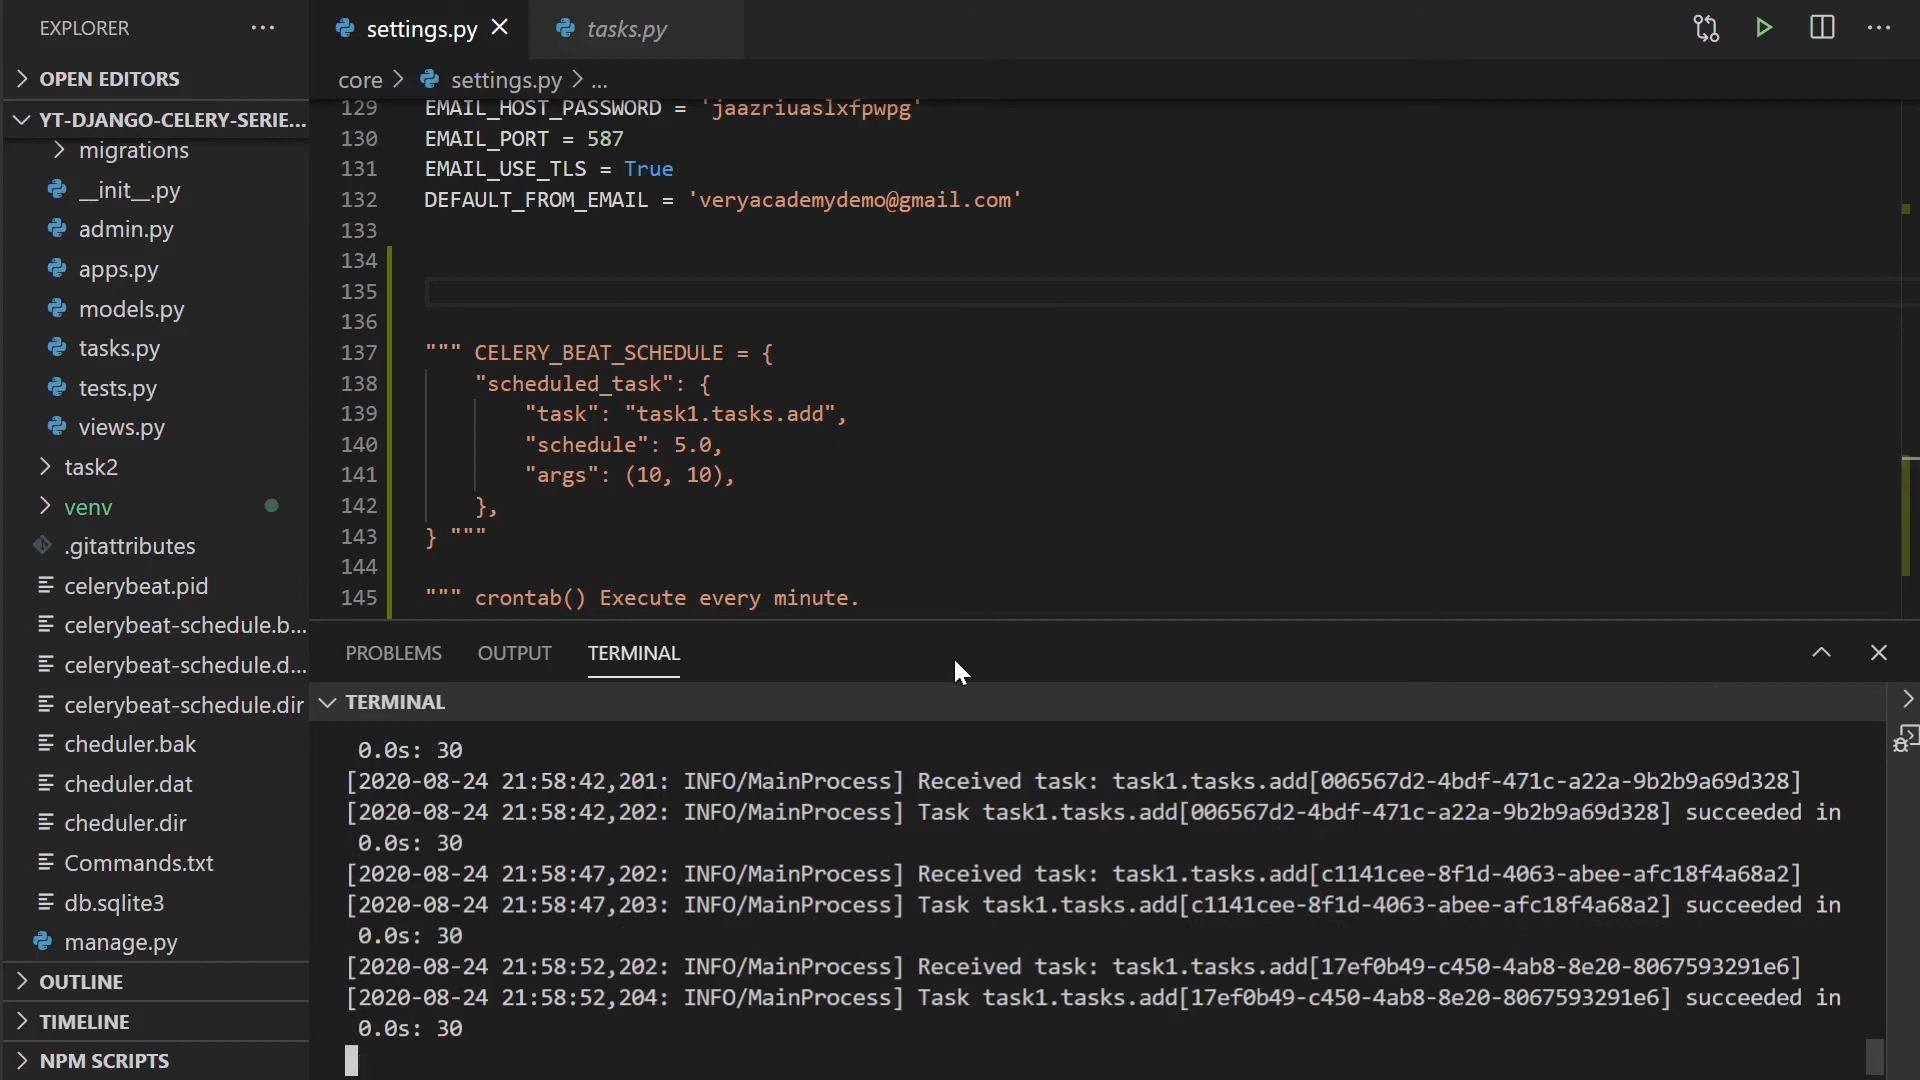 EXPLORER
OPEN EDITORS
YT-DJANGO-CELERY-SERIE...
migrations
__init__.py
admin.py
apps.py
models.py
tasks.py
tests.py
views.py
task2
venv
.gitattributes
celerybeat.pid
celerybeat-schedule.b...
celerybeat-schedule.d...
celerybeat-schedule.dir
cheduler.bak
cheduler.dat
cheduler.dir
Commands.txt
db.sqlite3
manage.py
OUTLINE
TIMELINE
NPM SCRIPTS
settings.py
tasks.py
core > settings.py > ...
129 EMAIL_HOST_PASSWORD = 'jaazriuaslxfpwpg'
130 EMAIL_PORT = 587
131 EMAIL_USE_TLS = True
132 DEFAULT_FROM_EMAIL = 'veryacademydemo@gmail.com'
133
134
135
136
137 """ CELERY_BEAT_SCHEDULE = {
138 "scheduled_task": {
139 "task": "task1.tasks.add",
140 "schedule": 5.0,
141 "args": (10, 10),
142 },
143 } """
144
145 """ crontab() Execute every minute.
PROBLEMS OUTPUT TERMINAL
TERMINAL
0.0s: 30
[2020-08-24 21:58:42,201: INFO/MainProcess] Received task: task1.tasks.add[006567d2-4bdf-471c-a22a-9b2b9a69d328]
[2020-08-24 21:58:42,202: INFO/MainProcess] Task task1.tasks.add[006567d2-4bdf-471c-a22a-9b2b9a69d328] succeeded in
0.0s: 30
[2020-08-24 21:58:47,202: INFO/MainProcess] Received task: task1.tasks.add[c1141cee-8f1d-4063-abee-afc18f4a68a2]
[2020-08-24 21:58:47,203: INFO/MainProcess] Task task1.tasks.add[c1141cee-8f1d-4063-abee-afc18f4a68a2] succeeded in
0.0s: 30
[2020-08-24 21:58:52,202: INFO/MainProcess] Received task: task1.tasks.add[17ef0b49-c450-4ab8-8e20-8067593291e6]
[2020-08-24 21:58:52,204: INFO/MainProcess] Task task1.tasks.add[17ef0b49-c450-4ab8-8e20-8067593291e6] succeeded in
0.0s: 30